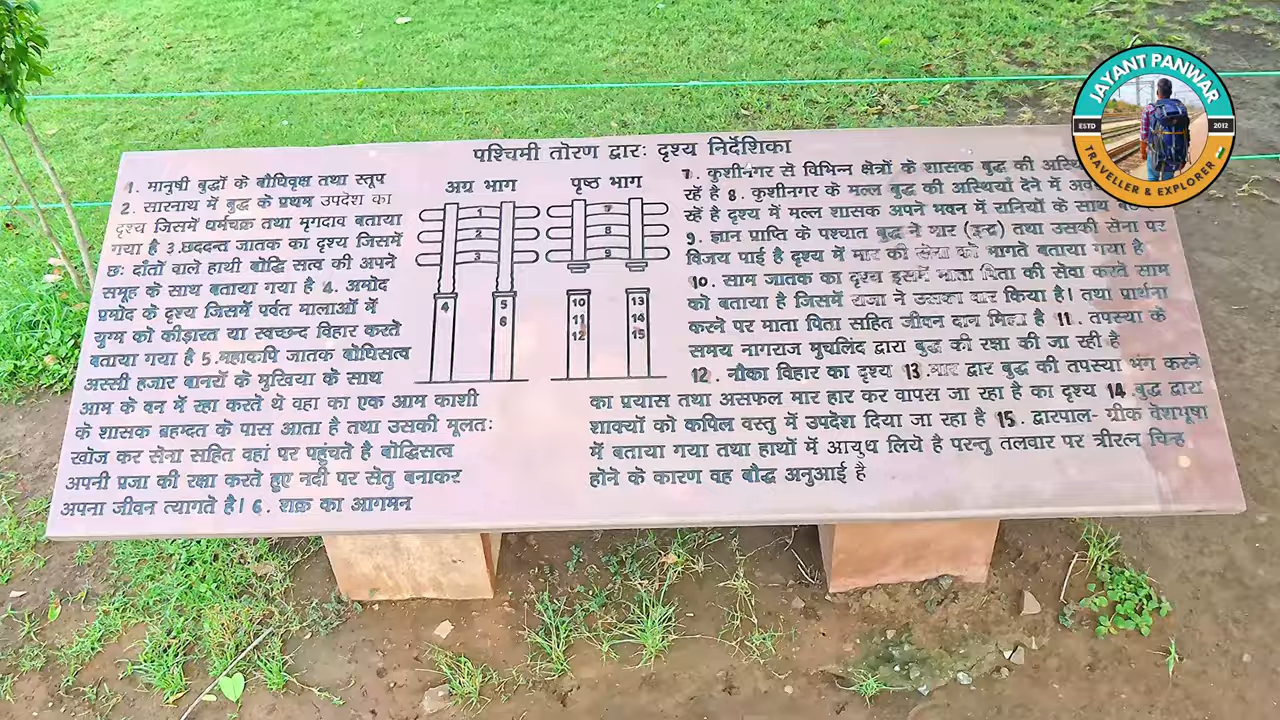 पश्चिमी तोरण द्वारः दृश्य निर्देशिका
1. मानुषी बुद्धों के बौधिवृक्ष तथा स्तूप
2. सारनाथ में बुद्ध के प्रथम उपदेश का
दृश्य जिसमें धर्मचक्र तथा मृगदाव बताया
गया है 3.छददन्त जातक का दृश्य जिसमें
छः दांतों वाले हाथी बोद्धि सत्व की अपने
समूह के साथ बताया गया है 4. अमोद
प्रमोद के दृश्य जिसमें पर्वत मालाओं में
युग्म को कीड़ारत या स्वच्छन्द विहार करते
बताया गया है 5.महाकपि जातक बोधिसत्व
अस्सी हजार बानरों के मुखिया के साथ
आम के वन में रहा करते थे वहा का एक आम काशी
के शासक ब्रहम्दत के पास आता है तथा उसकी मूलतः
खोज कर सेना सहित वहां पर पहुंचते है बोद्धिसत्व
अपनी प्रजा की रक्षा करते हुए नदी पर सेतु बनाकर
अपना जीवन त्यागते है। 6. शक्र का आगमन
अग्र भाग
पृष्ठ भाग
1
2
3
4
5
6
7
8
9
10
11
12
13
14
15
7. कुशीनगर से विभिन्न क्षैत्रों के शासक बुद्ध की
रहें है 8. कुशीनगर के मल्ल बुद्ध की अस्थियों देने में
रहें है दृश्य में मल्ल शासक अपने भवन में रानियों के साथ
9. ज्ञान प्राप्ति के पश्चात बुद्ध ने मार (इन्द्र) तथा उसकी सेना पर
विजय पाई है दृश्य में मार की सेना को भागते बताया गया है
10. साम जातक का दृश्य इसमें माता पिता की सेवा करते साम
को बताया है जिसमें राजा ने उसका वार किया है। तथा प्रार्थना
करने पर माता पिता सहित जीवन दान मिला है 11. तपस्या के
समय नागराज मुचलिंद द्वारा बुद्ध की रक्षा की जा रही है
12. नौका विहार का दृश्य 13.मार द्वार बुद्ध की तपस्या भंग करने
का प्रयास तथा असफल मार हार कर वापस जा रहा है का दृश्य 14. बुद्ध द्वारा
शाक्यों को कपिल वस्तु में उपदेश दिया जा रहा है 15. द्वारपाल- ग्रीक वेशभूषा
में बताया गया तथा हाथों में आयुध लिये है परन्तु तलवार पर त्रीरत्न चिन्ह
होने के कारण वह बौद्ध अनुआई है
JAYANT PANWAR
ESTD 2012
TRAVELLER & EXPLORER